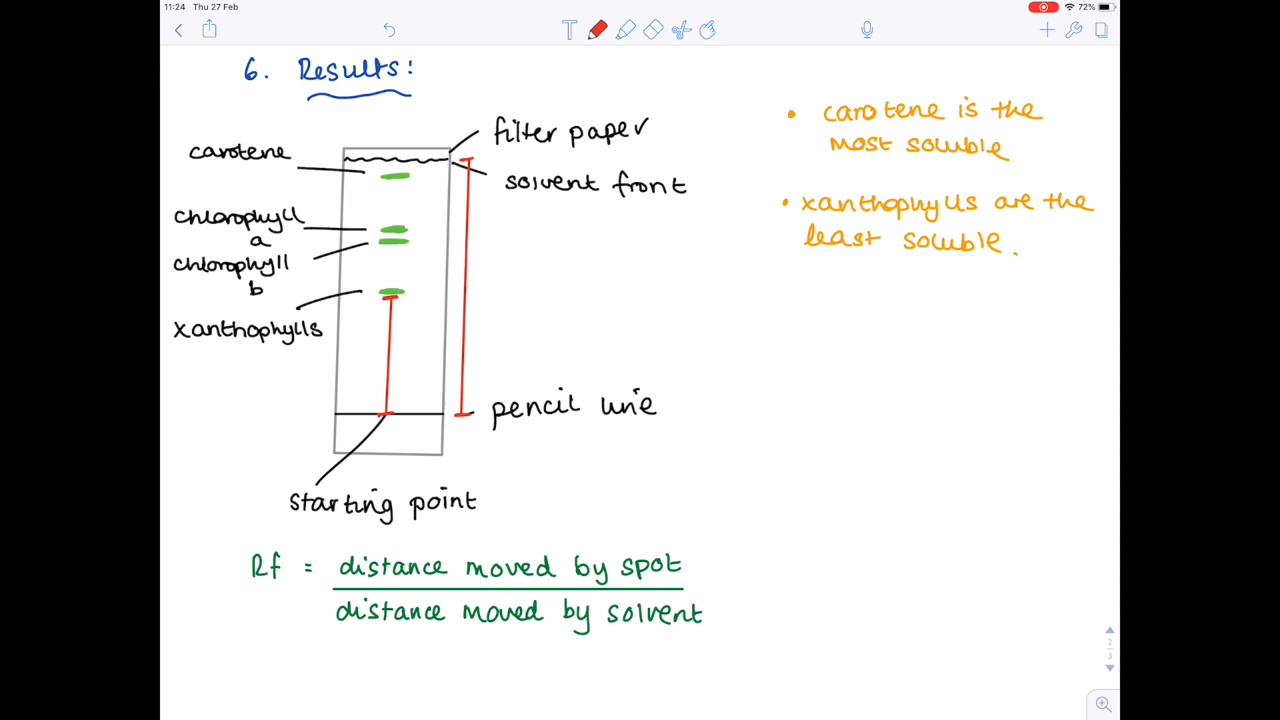 11:24 Thu 27 Feb
72%
T
6. Results:
carotene
chlorophyll
a
chlorophyll
b
xanthophylls
filter paper
solvent front
pencil line
starting point
Rf = distance moved by spot
distance moved by solvent
• carotene is the
most soluble
• xanthophylls are the
least soluble.
2
3